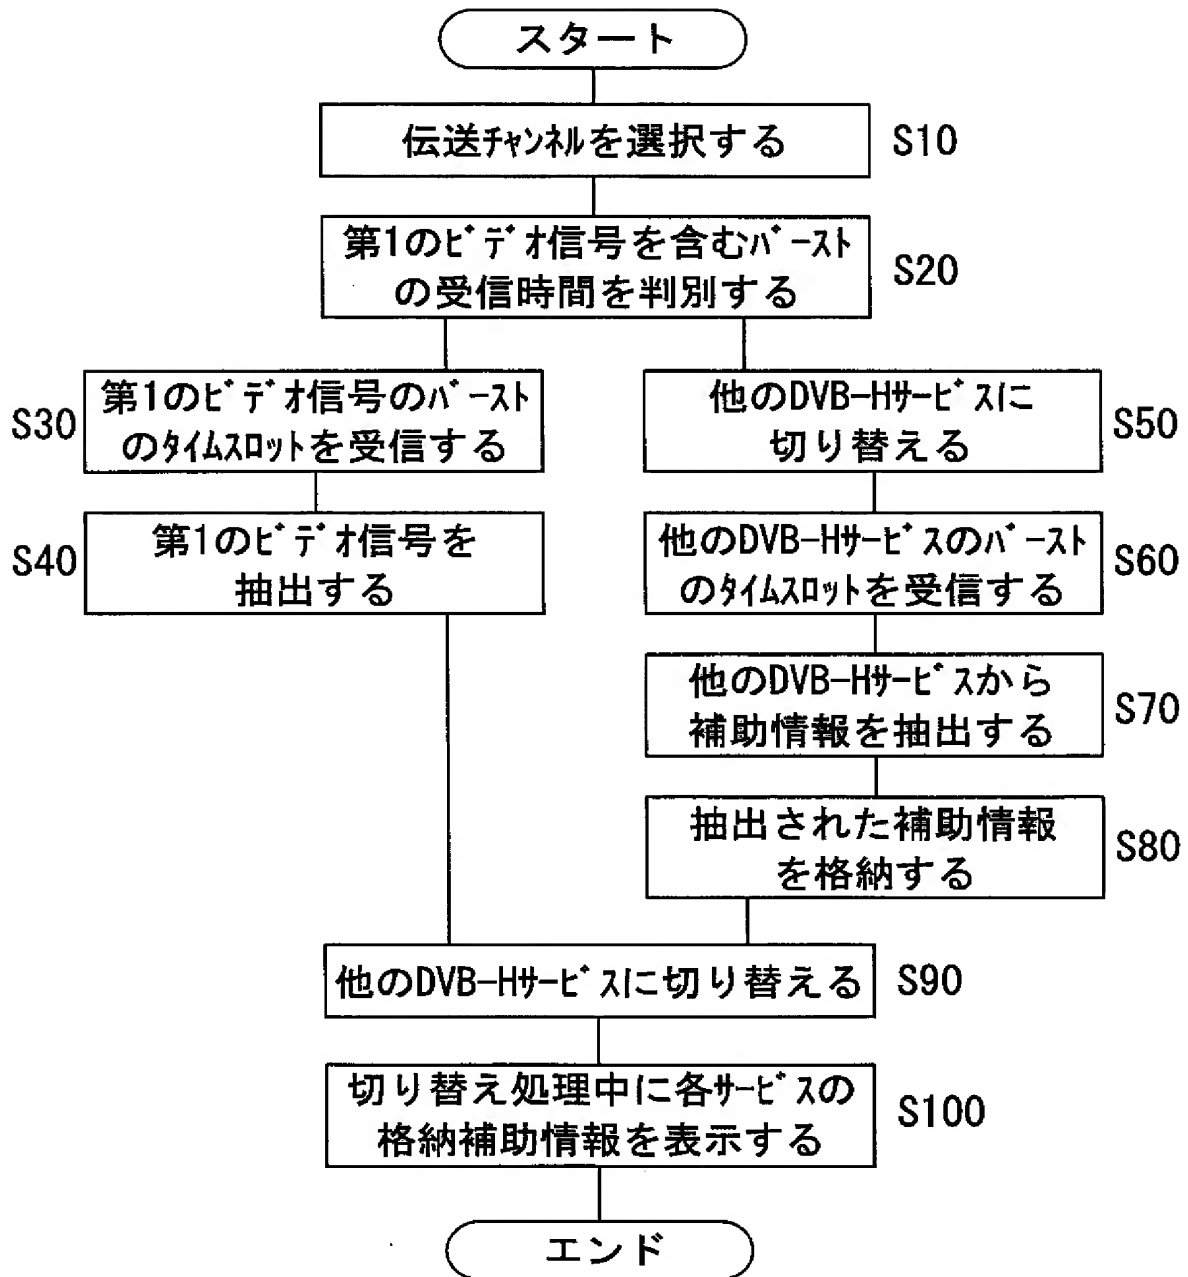 スタート
伝送ﾁｬﾝﾈﾙを選択する
S10
第1のﾋﾞﾃﾞｵ信号を含むﾊﾞｰｽﾄ
の受信時間を判別する
S20
S30
第1のﾋﾞﾃﾞｵ信号のﾊﾞｰｽﾄ
のﾀｲﾑｽﾛｯﾄを受信する
S40
第1のﾋﾞﾃﾞｵ信号を
抽出する
他のDVB-Hｻｰﾋﾞｽに
切り替える
S50
他のDVB-Hｻｰﾋﾞｽのﾊﾞｰｽﾄ
のﾀｲﾑｽﾛｯﾄを受信する
S60
他のDVB-Hｻｰﾋﾞｽから
補助情報を抽出する
S70
抽出された補助情報
を格納する
S80
他のDVB-Hｻｰﾋﾞｽに切り替える
S90
切り替え処理中に各ｻｰﾋﾞｽの
格納補助情報を表示する
S100
エンド